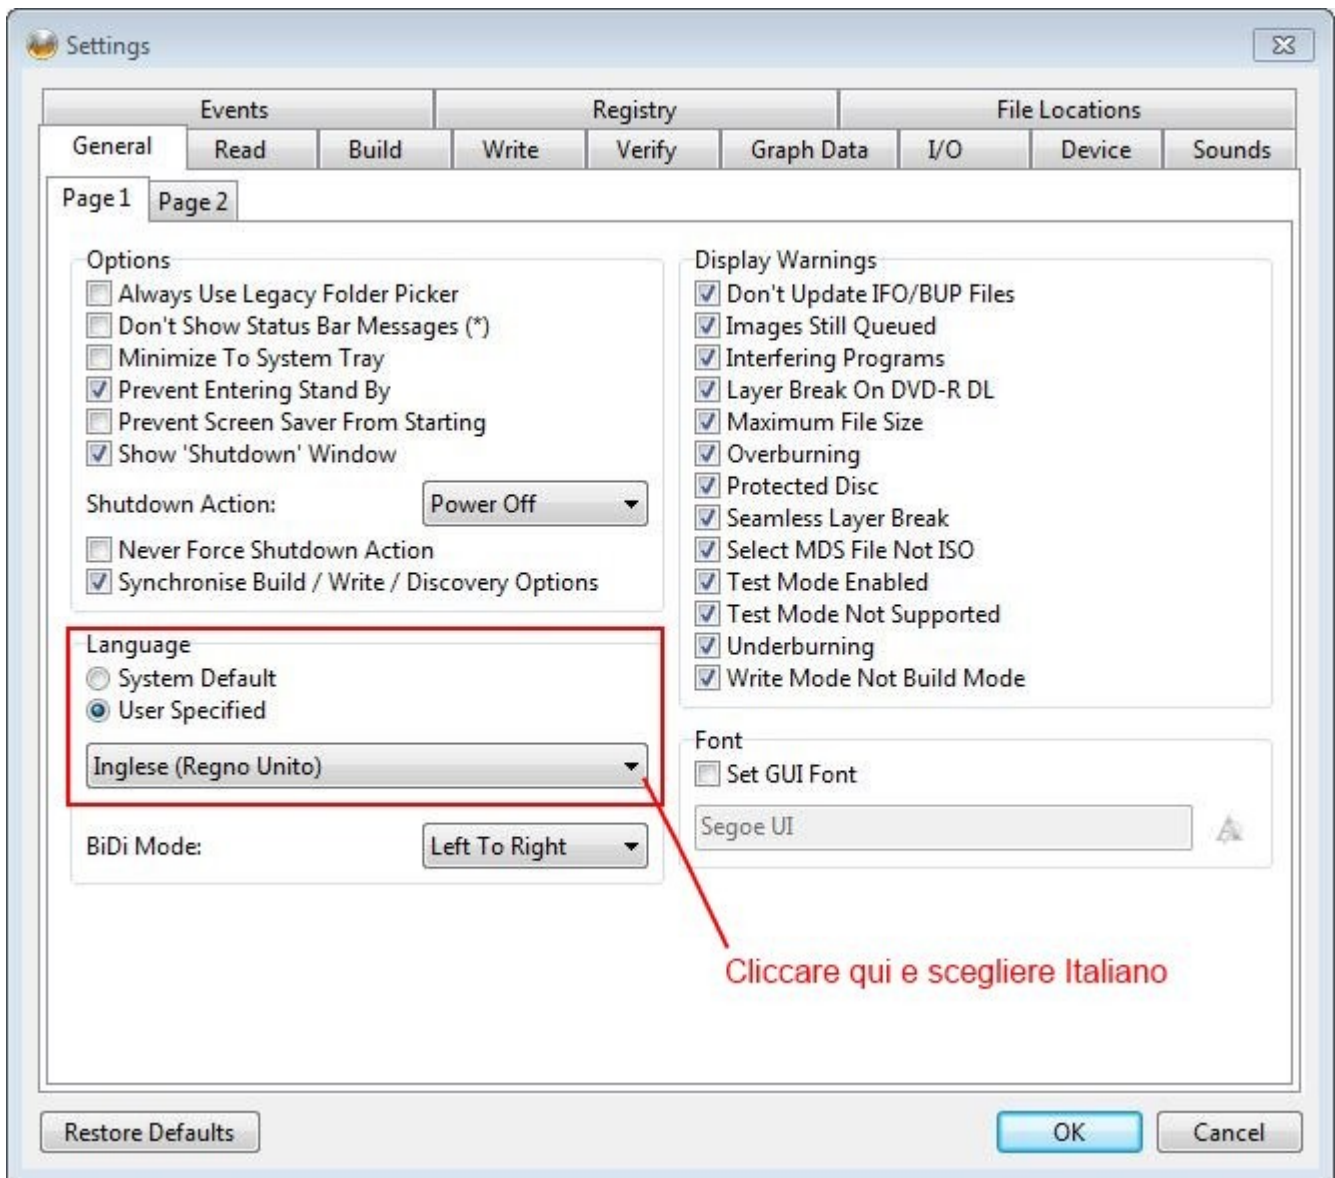 Settings
Events Registry File Locations
General Read Build Write Verify Graph Data I/O Device Sounds
Page 1 Page 2
Options
Always Use Legacy Folder Picker
Don't Show Status Bar Messages (*)
Minimize To System Tray
Prevent Entering Stand By
Prevent Screen Saver From Starting
Show 'Shutdown' Window
Shutdown Action: Power Off
Never Force Shutdown Action
Synchronise Build / Write / Discovery Options
Language
System Default
User Specified
Inglese (Regno Unito)
BiDi Mode: Left To Right
Display Warnings
Don't Update IFO/BUP Files
Images Still Queued
Interfering Programs
Layer Break On DVD-R DL
Maximum File Size
Overburning
Protected Disc
Seamless Layer Break
Select MDS File Not ISO
Test Mode Enabled
Test Mode Not Supported
Underburning
Write Mode Not Build Mode
Font
Set GUI Font
Segoe UI
Cliccare qui e scegliere Italiano
Restore Defaults OK Cancel